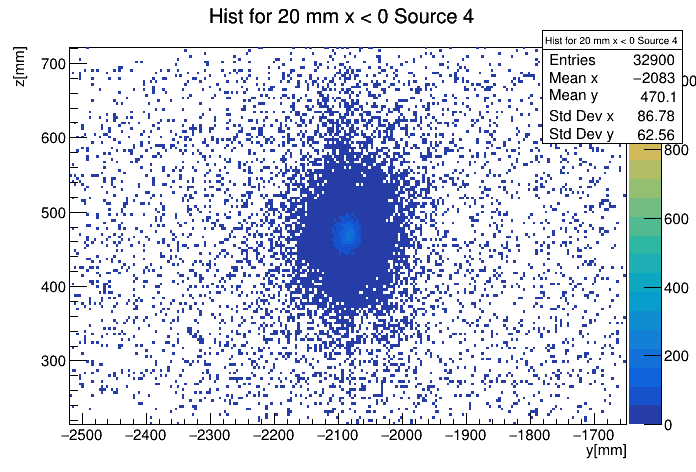 Hist for 20 mm x < 0 Source 4
Hist for 20 mm x < 0 Source 4
Entries 32900
Mean x −2083
Mean y 470.1
Std Dev x 86.78
Std Dev y 62.56
z[mm]
700
600
500
400
300
−2500 −2400 −2300 −2200 −2100 −2000 −1900 −1800 −1700
y[mm]
800
600
400
200
0